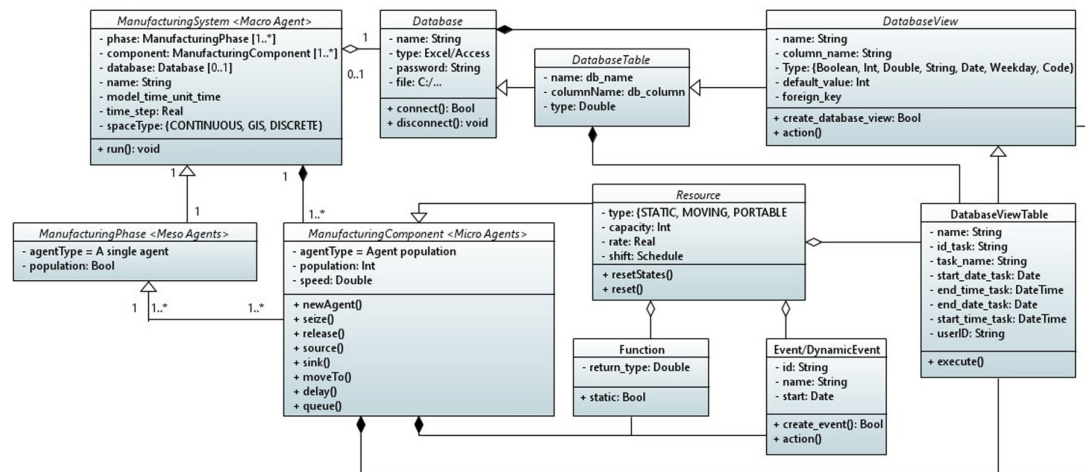 ManufacturingSystem <Macro Agent>
- phase: ManufacturingPhase [1..*]
- component: ManufacturingComponent [1..*]
- database: Database [0..1]
- name: String
- model_time_unit_time
- time_step: Real
- spaceType: {CONTINUOUS, GIS, DISCRETE}
+ run(): void
1
0..1
Database
- name: String
- type: Excel/Access
- password: String
- file: C:/...
+ connect(): Bool
+ disconnect(): void
DatabaseTable
- name: db_name
- columnName: db_column
- type: Double
DatabaseView
- name: String
- column_name: String
- Type: {Boolean, Int, Double, String, Date, Weekday, Code}
- default_value: Int
- foreign_key
+ create_database_view: Bool
+ action()
1
1
1
1..*
ManufacturingPhase <Meso Agents>
- agentType = A single agent
- population: Bool
1
1..*
1..*
ManufacturingComponent <Micro Agents>
- agentType = Agent population
- population: Int
- speed: Double
+ newAgent()
+ seize()
+ release()
+ source()
+ sink()
+ moveTo()
+ delay()
+ queue()
Resource
- type: {STATIC, MOVING, PORTABLE
- capacity: Int
- rate: Real
- shift: Schedule
+ resetStates()
+ reset()
Function
- return_type: Double
+ static: Bool
Event/DynamicEvent
- id: String
- name: String
- start: Date
+ create_event(): Bool
+ action()
DatabaseViewTable
- name: String
- id_task: String
- task_name: String
- start_date_task: Date
- end_time_task: DateTime
- end_date_task: Date
- start_time_task: DateTime
- userID: String
+ execute()